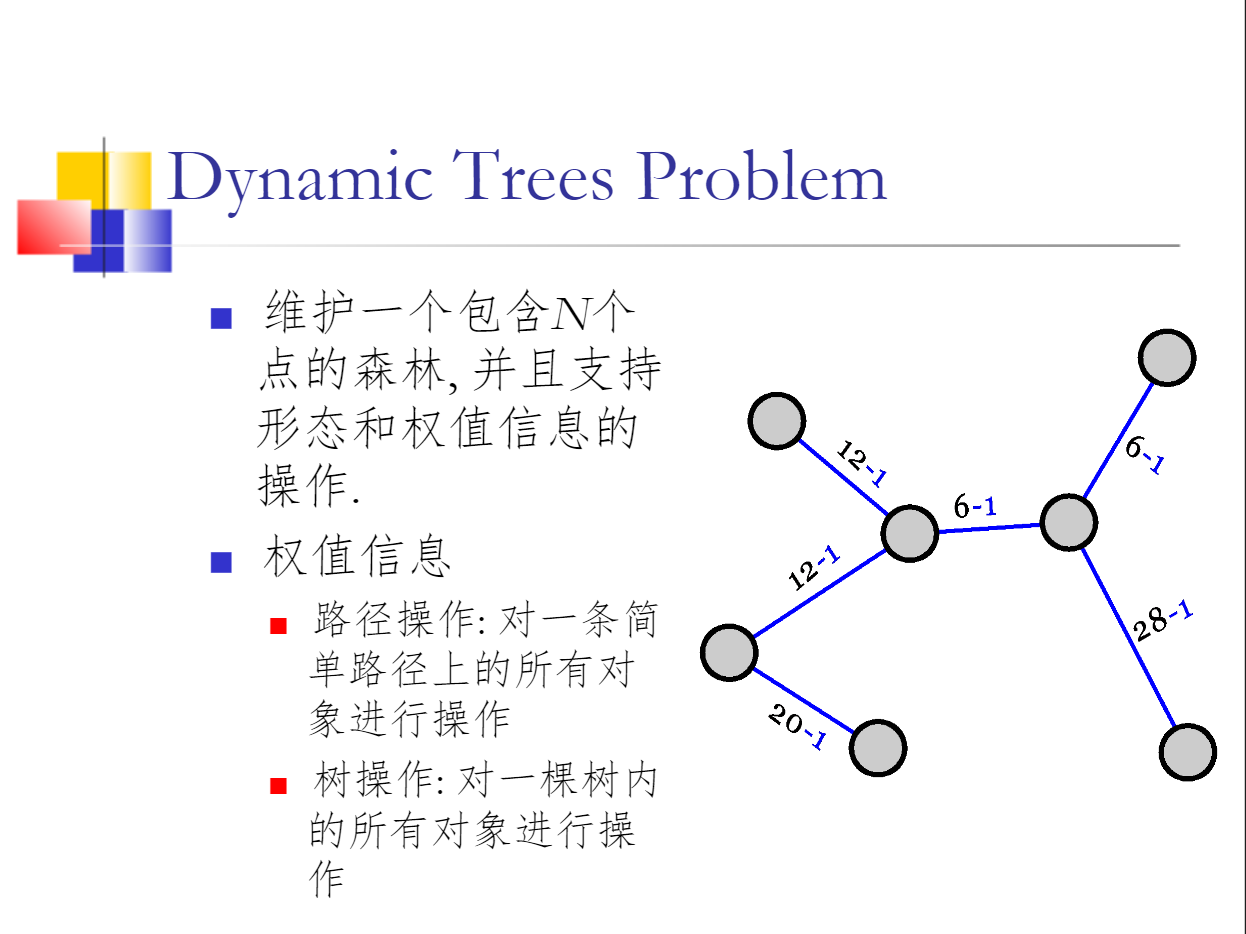 Dynamic Trees Problem
维护一个包含N个
点的森林, 并且支持
形态和权值信息的
操作.
权值信息
路径操作: 对一条简
单路径上的所有对
象进行操作
树操作: 对一棵树内
的所有对象进行操
作
12-1
6-1
6-1
12-1
28-1
20-1